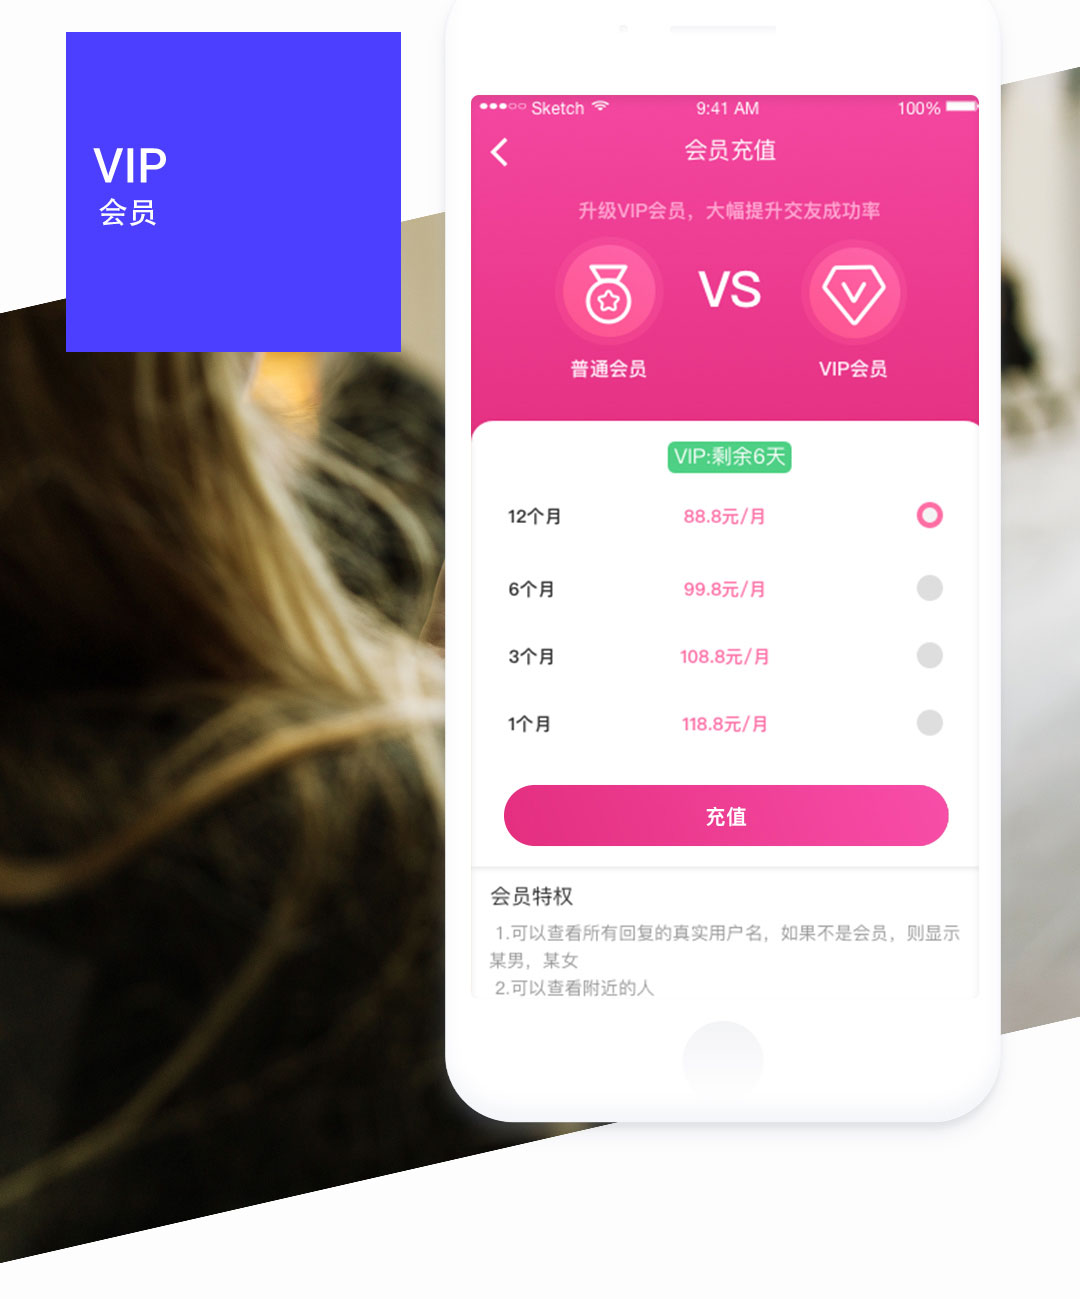 VIP
会员
Sketch
9:41 AM
100%
会员充值
升级VIP会员，大幅提升交友成功率
VS
普通会员
VIP会员
VIP:剩余6天
12个月
88.8元/月
6个月
99.8元/月
3个月
108.8元/月
1个月
118.8元/月
充值
会员特权
1.可以查看所有回复的真实用户名，如果不是会员，则显示
某男，某女
2.可以查看附近的人